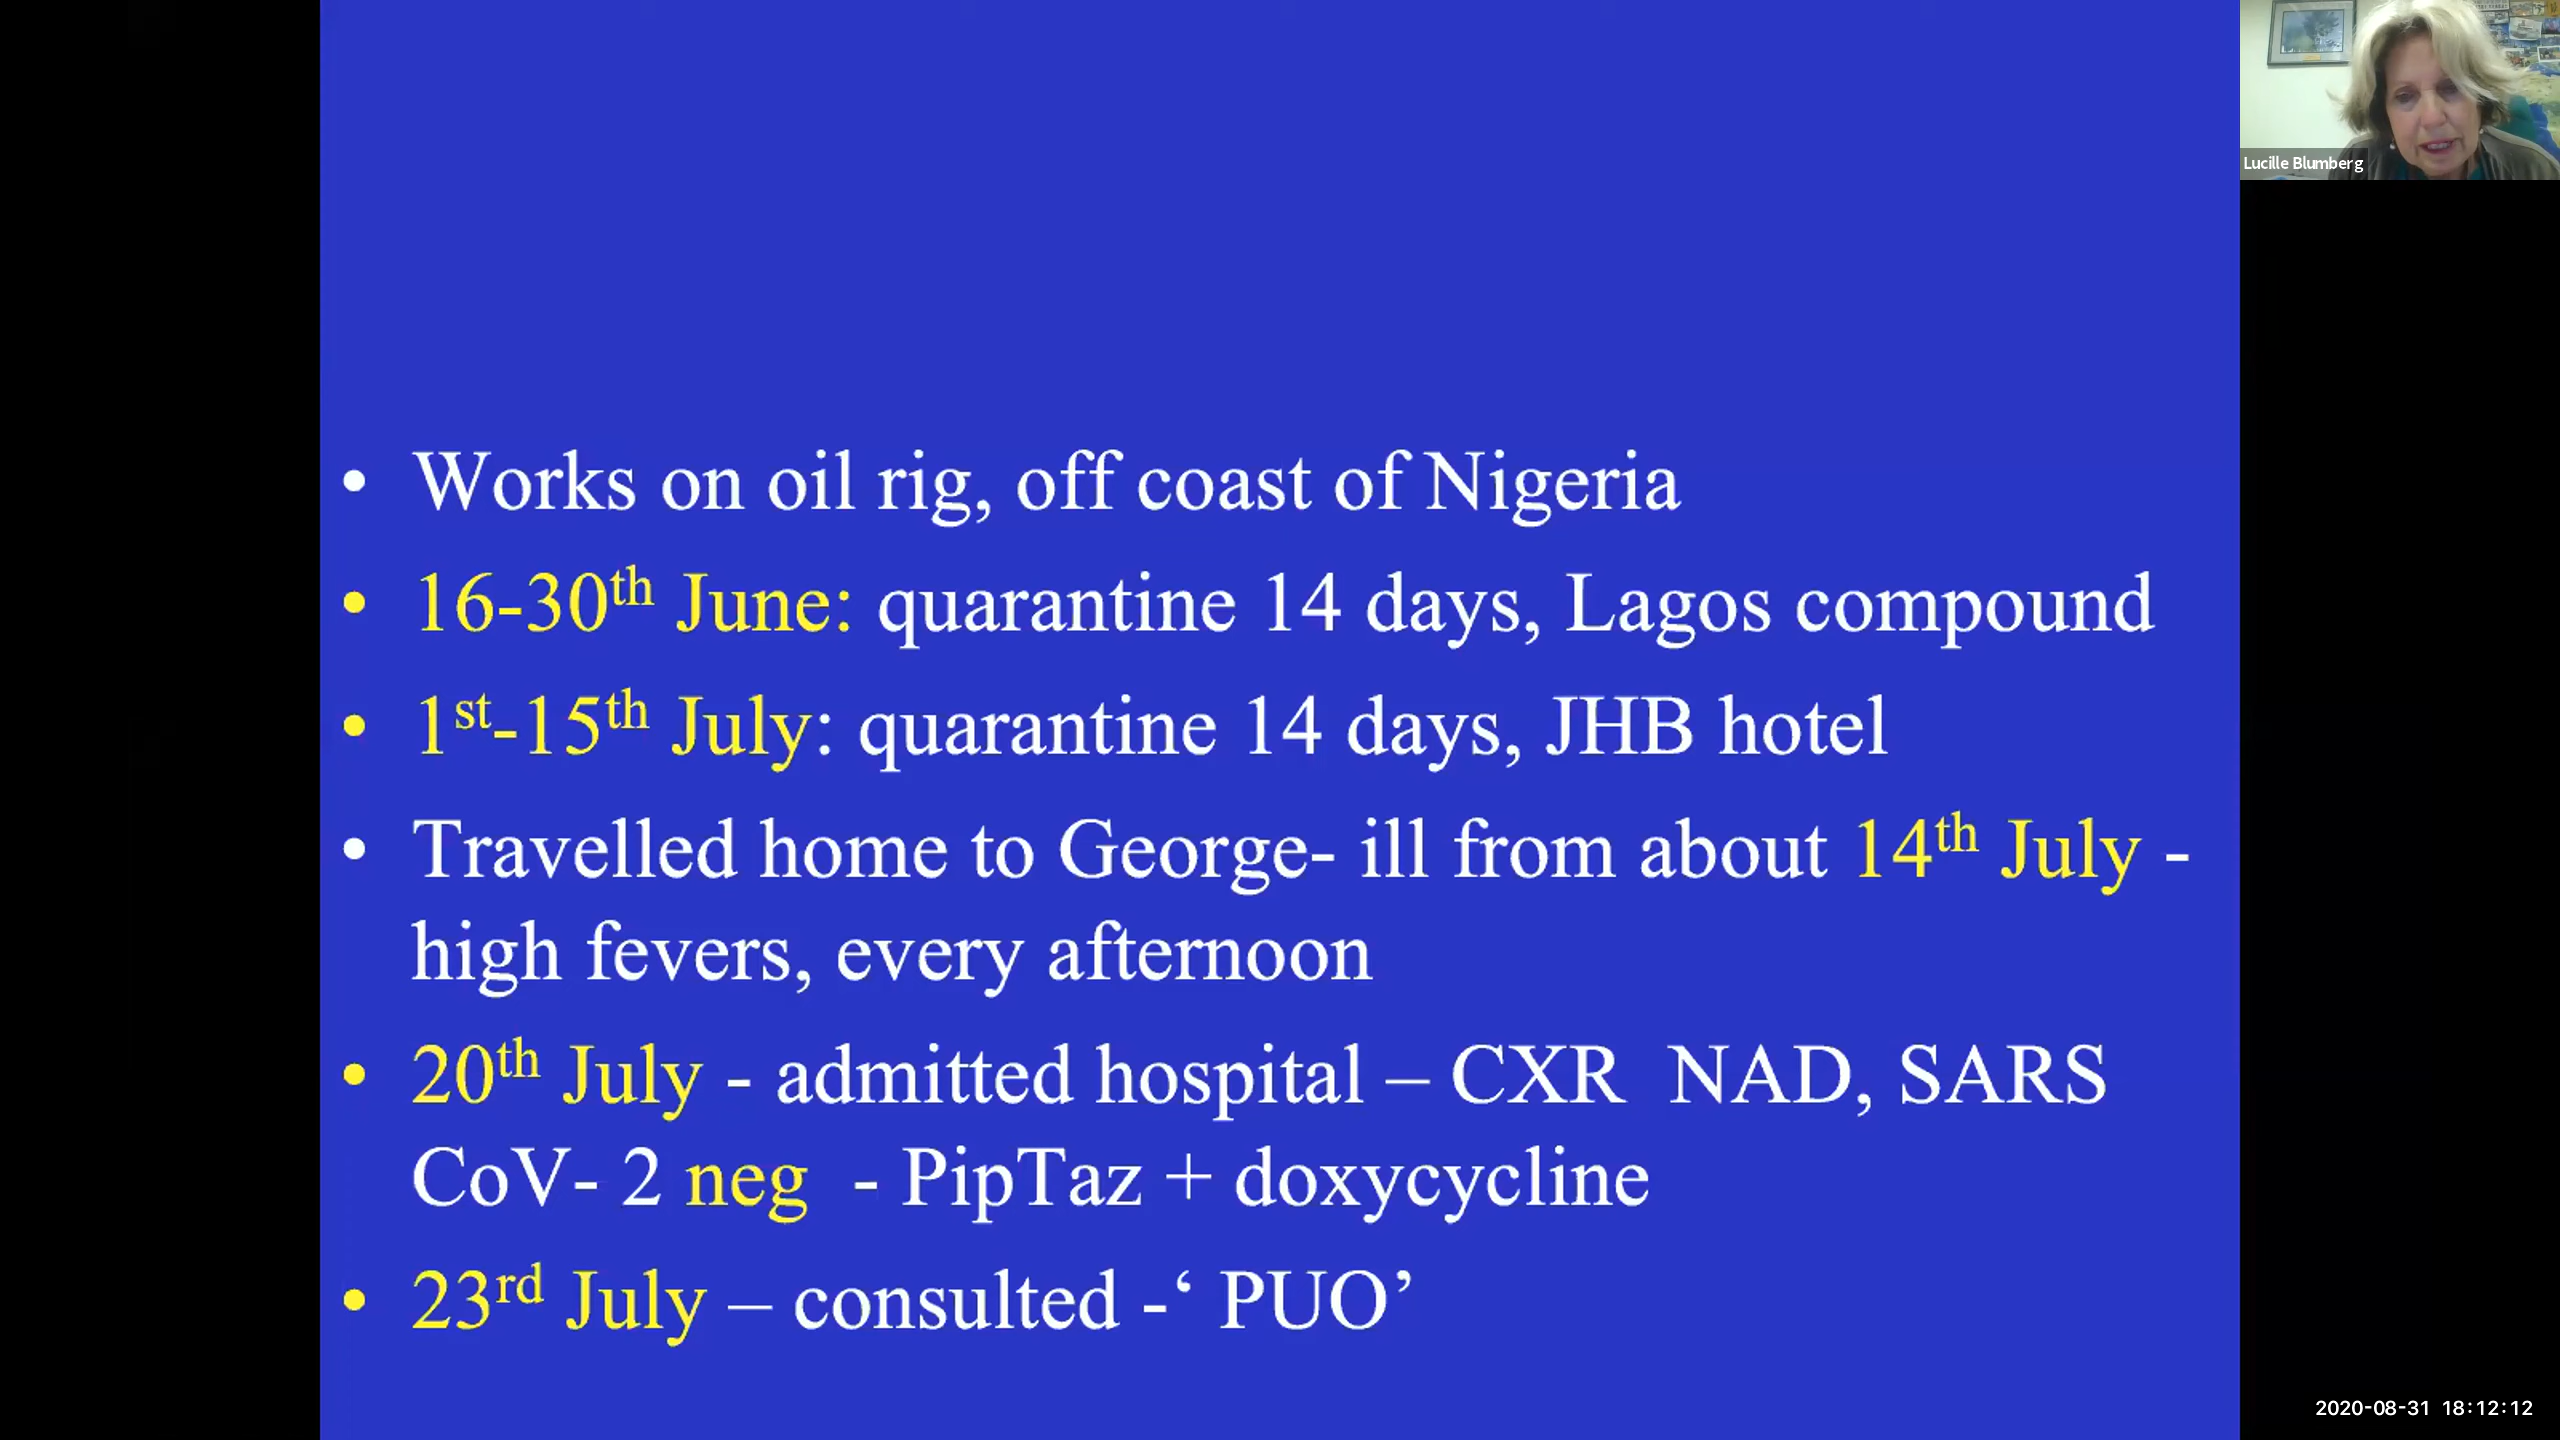 Lucille Blumberg
• Works on oil rig, off coast of Nigeria
• 16-30th June: quarantine 14 days, Lagos compound
• 1st-15th July: quarantine 14 days, JHB hotel
• Travelled home to George- ill from about 14th July -
high fevers, every afternoon
• 20th July - admitted hospital – CXR  NAD, SARS
CoV- 2 neg  - PipTaz + doxycycline
• 23rd July – consulted -‘ PUO’
2020-08-31 18:12:12